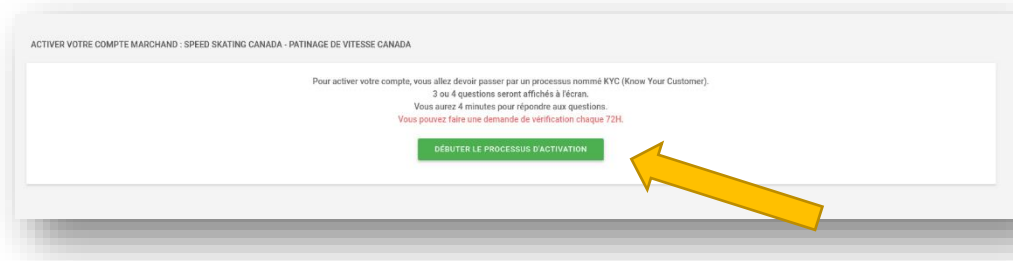 ACTIVER VOTRE COMPTE MARCHAND : SPEED SKATING CANADA - PATINAGE DE VITESSE CANADA
Pour activer votre compte, vous allez devoir passer par un processus nommé KYC (Know Your Customer).
3 ou 4 questions seront affichés à l'écran.
Vous aurez 4 minutes pour répondre aux questions.
Vous pouvez faire une demande de vérification chaque 72H.
DÉBUTER LE PROCESSUS D'ACTIVATION